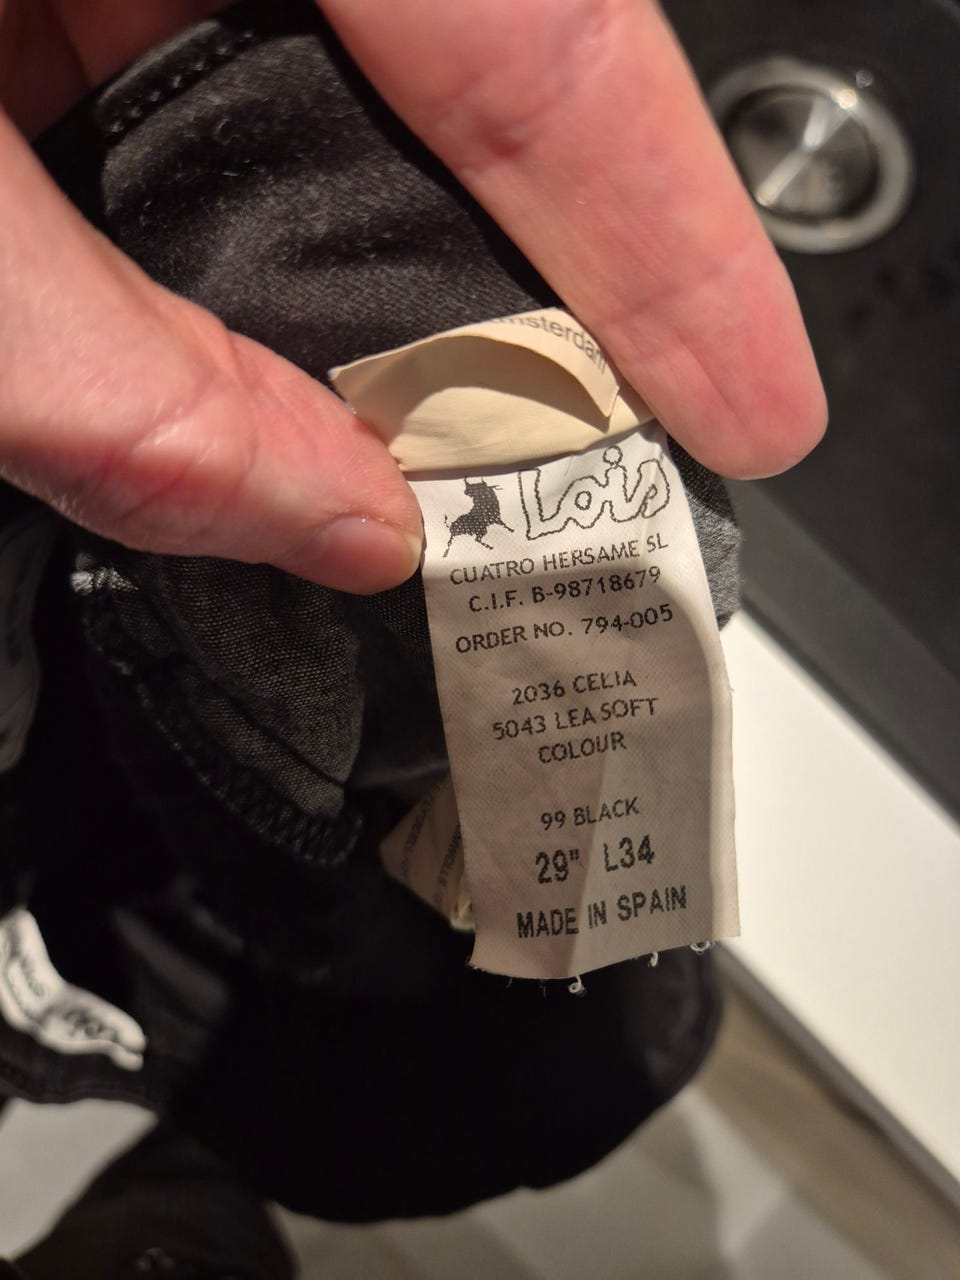 Amsterdam
Lois
CUATRO HERSAME SL
C.I.F. B-98718679
ORDER NO. 794-005
2036 CELIA
5043 LEA SOFT
COLOUR
99 BLACK
29" L34
MADE IN SPAIN